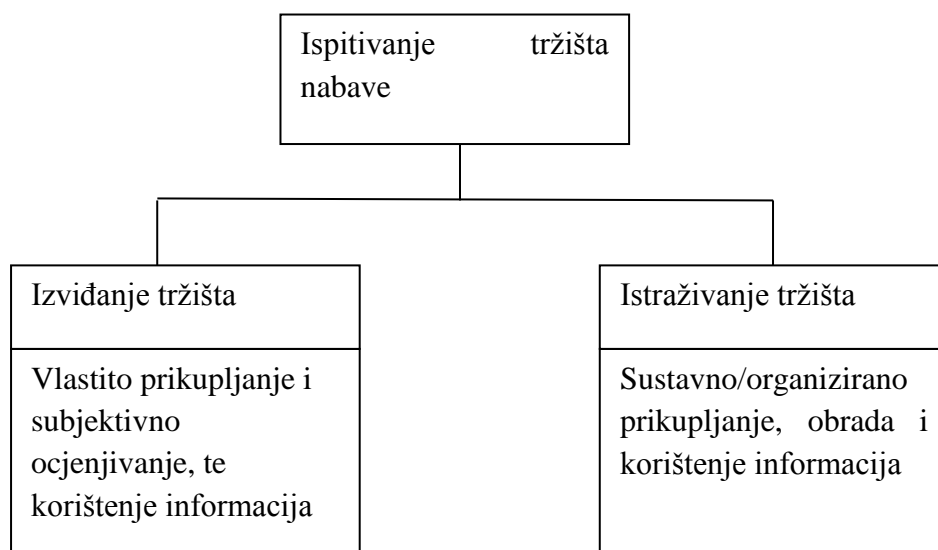 Ispitivanje tržišta
nabave
Izviđanje tržišta
Vlastito prikupljanje i
subjektivno
ocjenjivanje, te
korištenje informacija
Istraživanje tržišta
Sustavno/organizirano
prikupljanje, obrada i
korištenje informacija